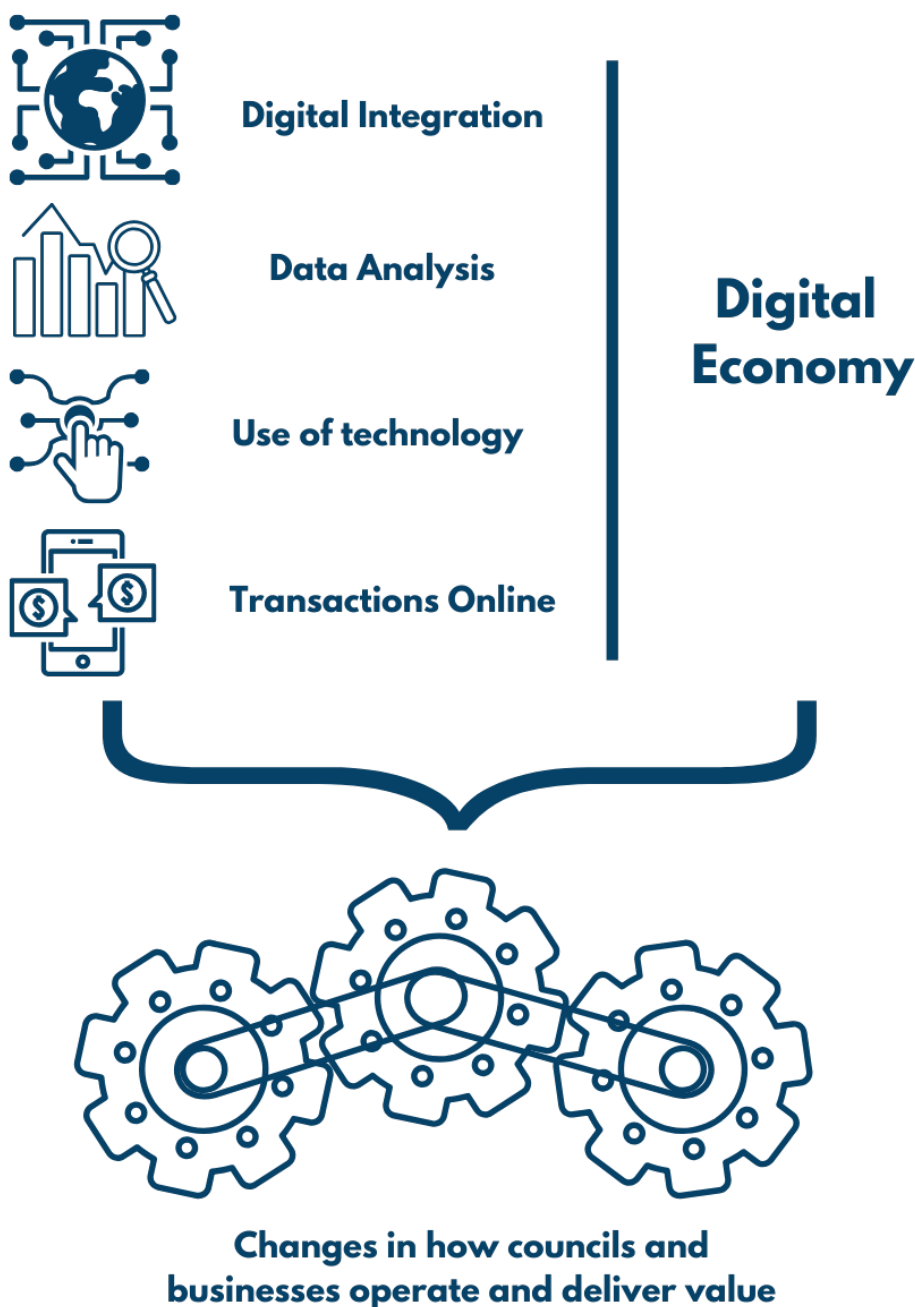 Digital Integration
Data Analysis
Use of technology
Transactions Online
Digital
Economy
$
$
Changes in how councils and
businesses operate and deliver value